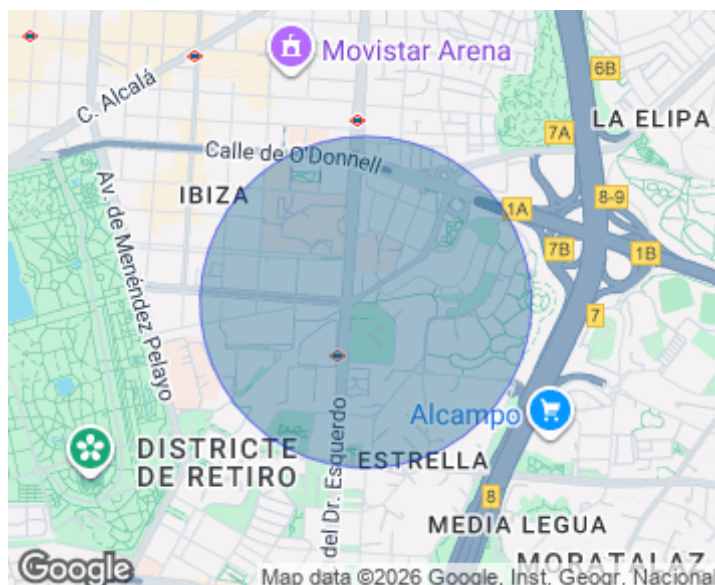 Movistar Arena
6B
C. Alcalá
LA ELIPA
7A
Calle de O'Donnell
IBIZA
8-9
1A
Av. de Menéndez Pelayo
7B
1B
7
Alcampo
DISTRICTE
DE RETIRO
del Dr. Esquerdo
ESTRELLA
8
MEDIA LEGUA
MORATALAZ
Google
Map data ©2026 Google, Inst. Geogr. Nacional